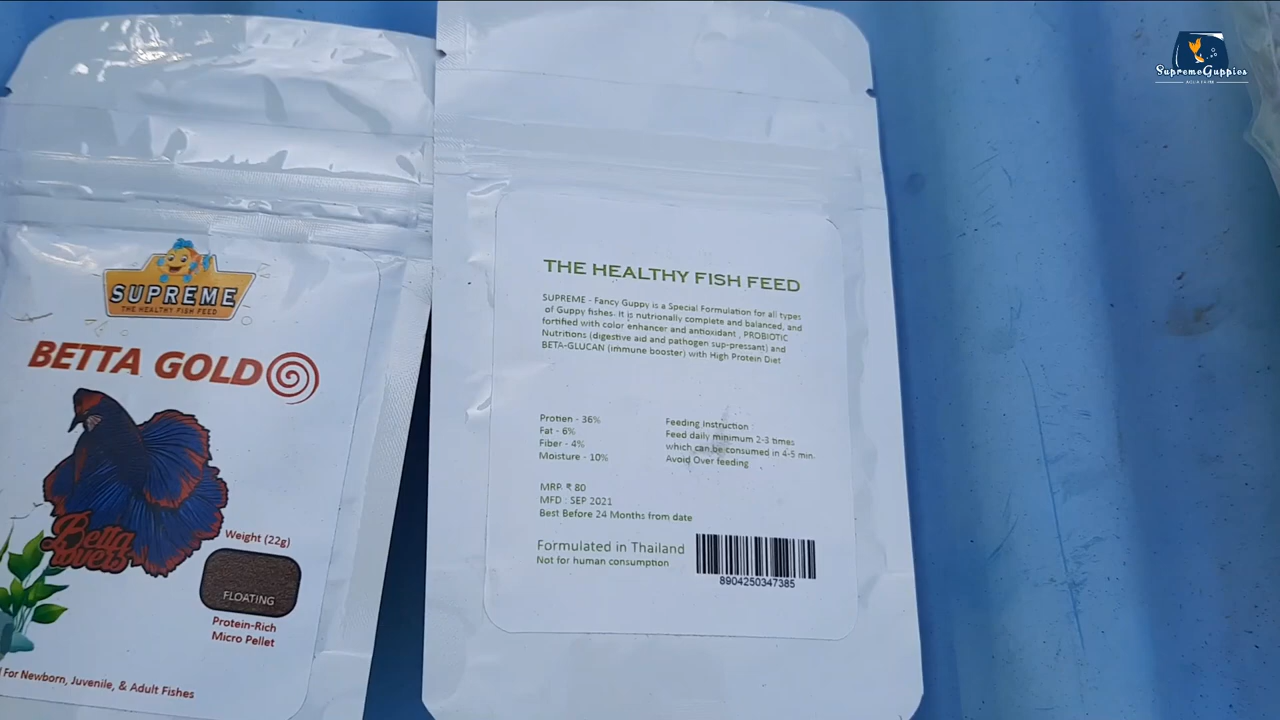 SupremeGuppies
SUPREME
THE HEALTHY FISH FEED
BETTA GOLD
Betta
lovers
Weight (22g)
FLOATING
Protein-Rich
Micro Pellet
For Newborn, Juvenile, & Adult Fishes
THE HEALTHY FISH FEED
SUPREME - Fancy Guppy is a Special Formulation for all types
of Guppy fishes. It is nutrionally complete and balanced, and
fortified with color enhancer and antioxidant , PROBIOTIC
Nutritions (digestive aid and pathogen sup-pressant) and
BETA-GLUCAN (immune booster) with High Protein Diet
Protien - 36%
Fat - 6%
Fiber - 4%
Moisture - 10%
Feeding Instruction :
Feed daily minimum 2-3 times
which can be consumed in 4-5 min.
Avoid Over feeding
MRP. ₹ 80
MFD : SEP 2021
Best Before 24 Months from date
Formulated in Thailand
Not for human consumption
8904250347385